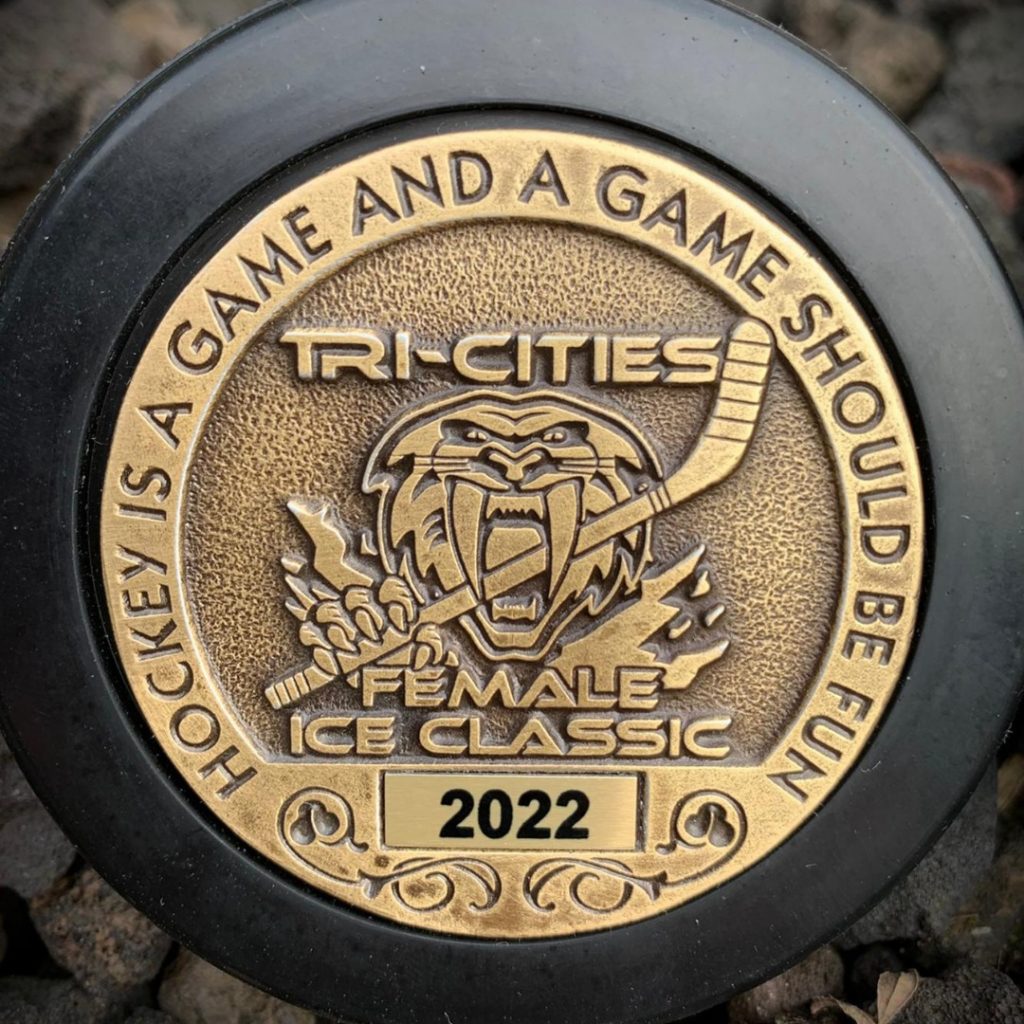 HOCKEY IS A GAME AND A GAME SHOULD BE FUN
TRI-CITIES
FEMALE
ICE CLASSIC
2022